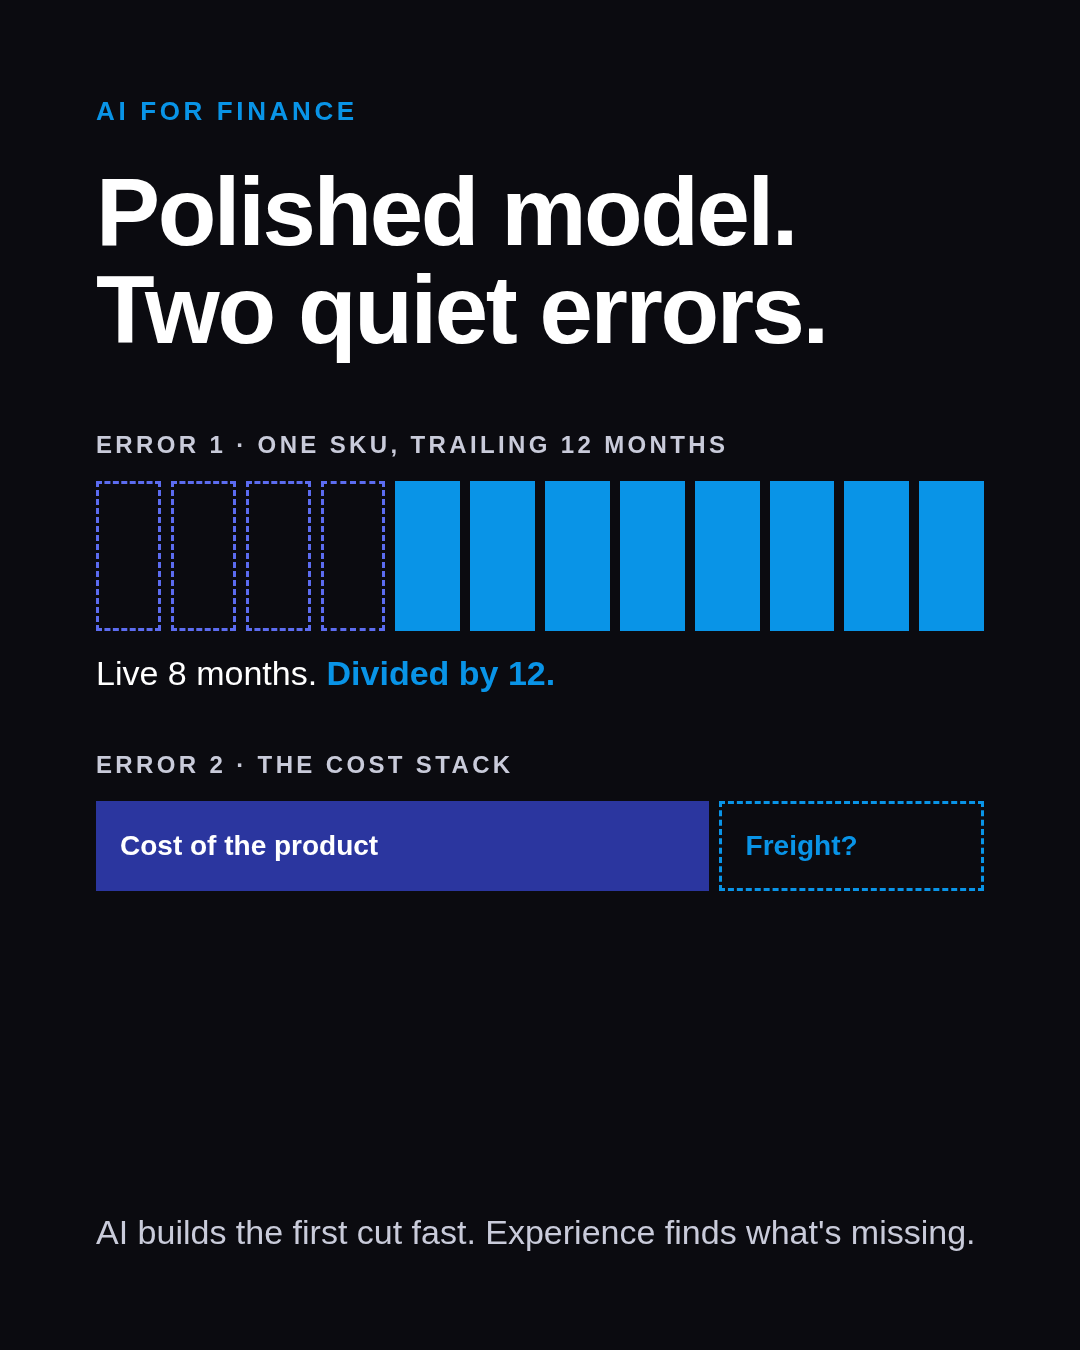 AI FOR FINANCE
Polished model.
Two quiet errors.
ERROR 1 · ONE SKU, TRAILING 12 MONTHS
Live 8 months. Divided by 12.
ERROR 2 · THE COST STACK
Cost of the product
Freight?
AI builds the first cut fast. Experience finds what's missing.